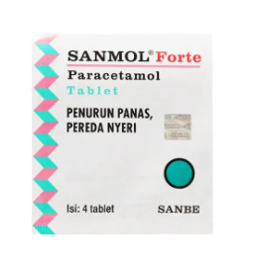 SANMOL® Forte
Paracetamol
Tablet
PENURUN PANAS,
PEREDA NYERI
Isi: 4 tablet
SANBE